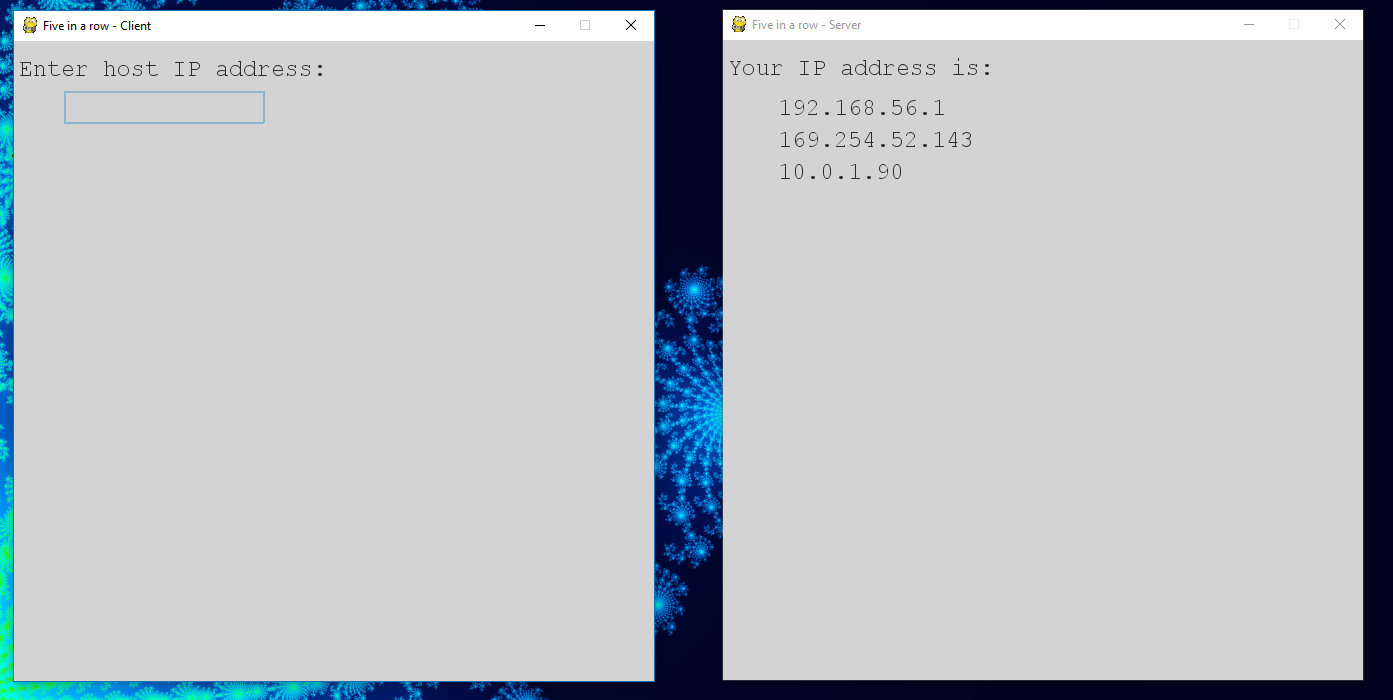 Five in a row - Client
Enter host IP address:
Five in a row - Server
Your IP address is:
192.168.56.1
169.254.52.143
10.0.1.90